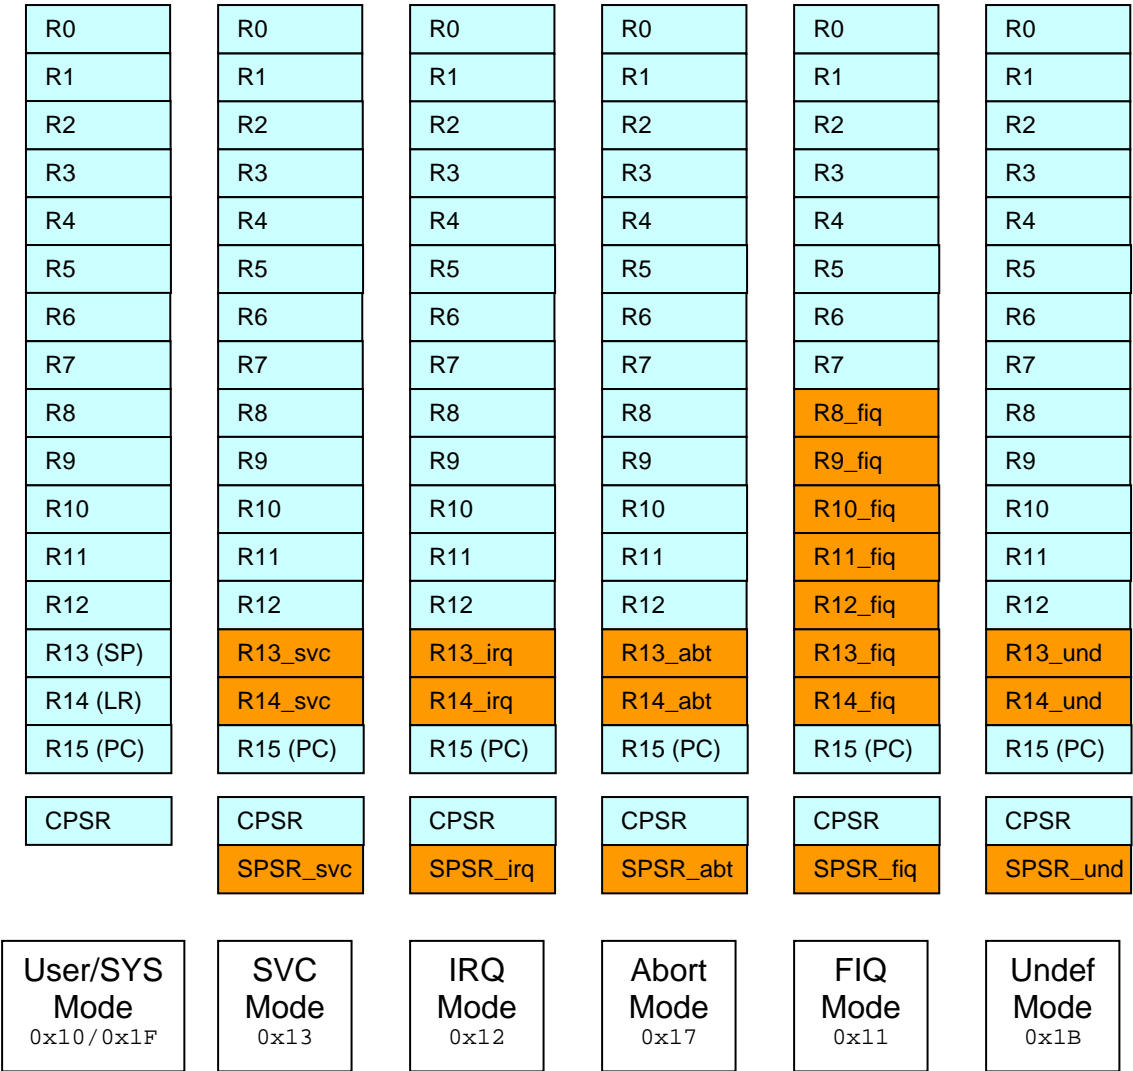 R0 R0 R0 R0 R0 R0
R1 R1 R1 R1 R1 R1
R2 R2 R2 R2 R2 R2
R3 R3 R3 R3 R3 R3
R4 R4 R4 R4 R4 R4
R5 R5 R5 R5 R5 R5
R6 R6 R6 R6 R6 R6
R7 R7 R7 R7 R7 R7
R8 R8 R8 R8 R8_fiq R8
R9 R9 R9 R9 R9_fiq R9
R10 R10 R10 R10 R10_fiq R10
R11 R11 R11 R11 R11_fiq R11
R12 R12 R12 R12 R12_fiq R12
R13 (SP) R13_svc R13_irq R13_abt R13_fiq R13_und
R14 (LR) R14_svc R14_irq R14_abt R14_fiq R14_und
R15 (PC) R15 (PC) R15 (PC) R15 (PC) R15 (PC) R15 (PC)
CPSR CPSR CPSR CPSR CPSR CPSR
SPSR_svc SPSR_irq SPSR_abt SPSR_fiq SPSR_und
User/SYS SVC IRQ Abort FIQ Undef
Mode Mode Mode Mode Mode Mode
0x10/0x1F 0x13 0x12 0x17 0x11 0x1B